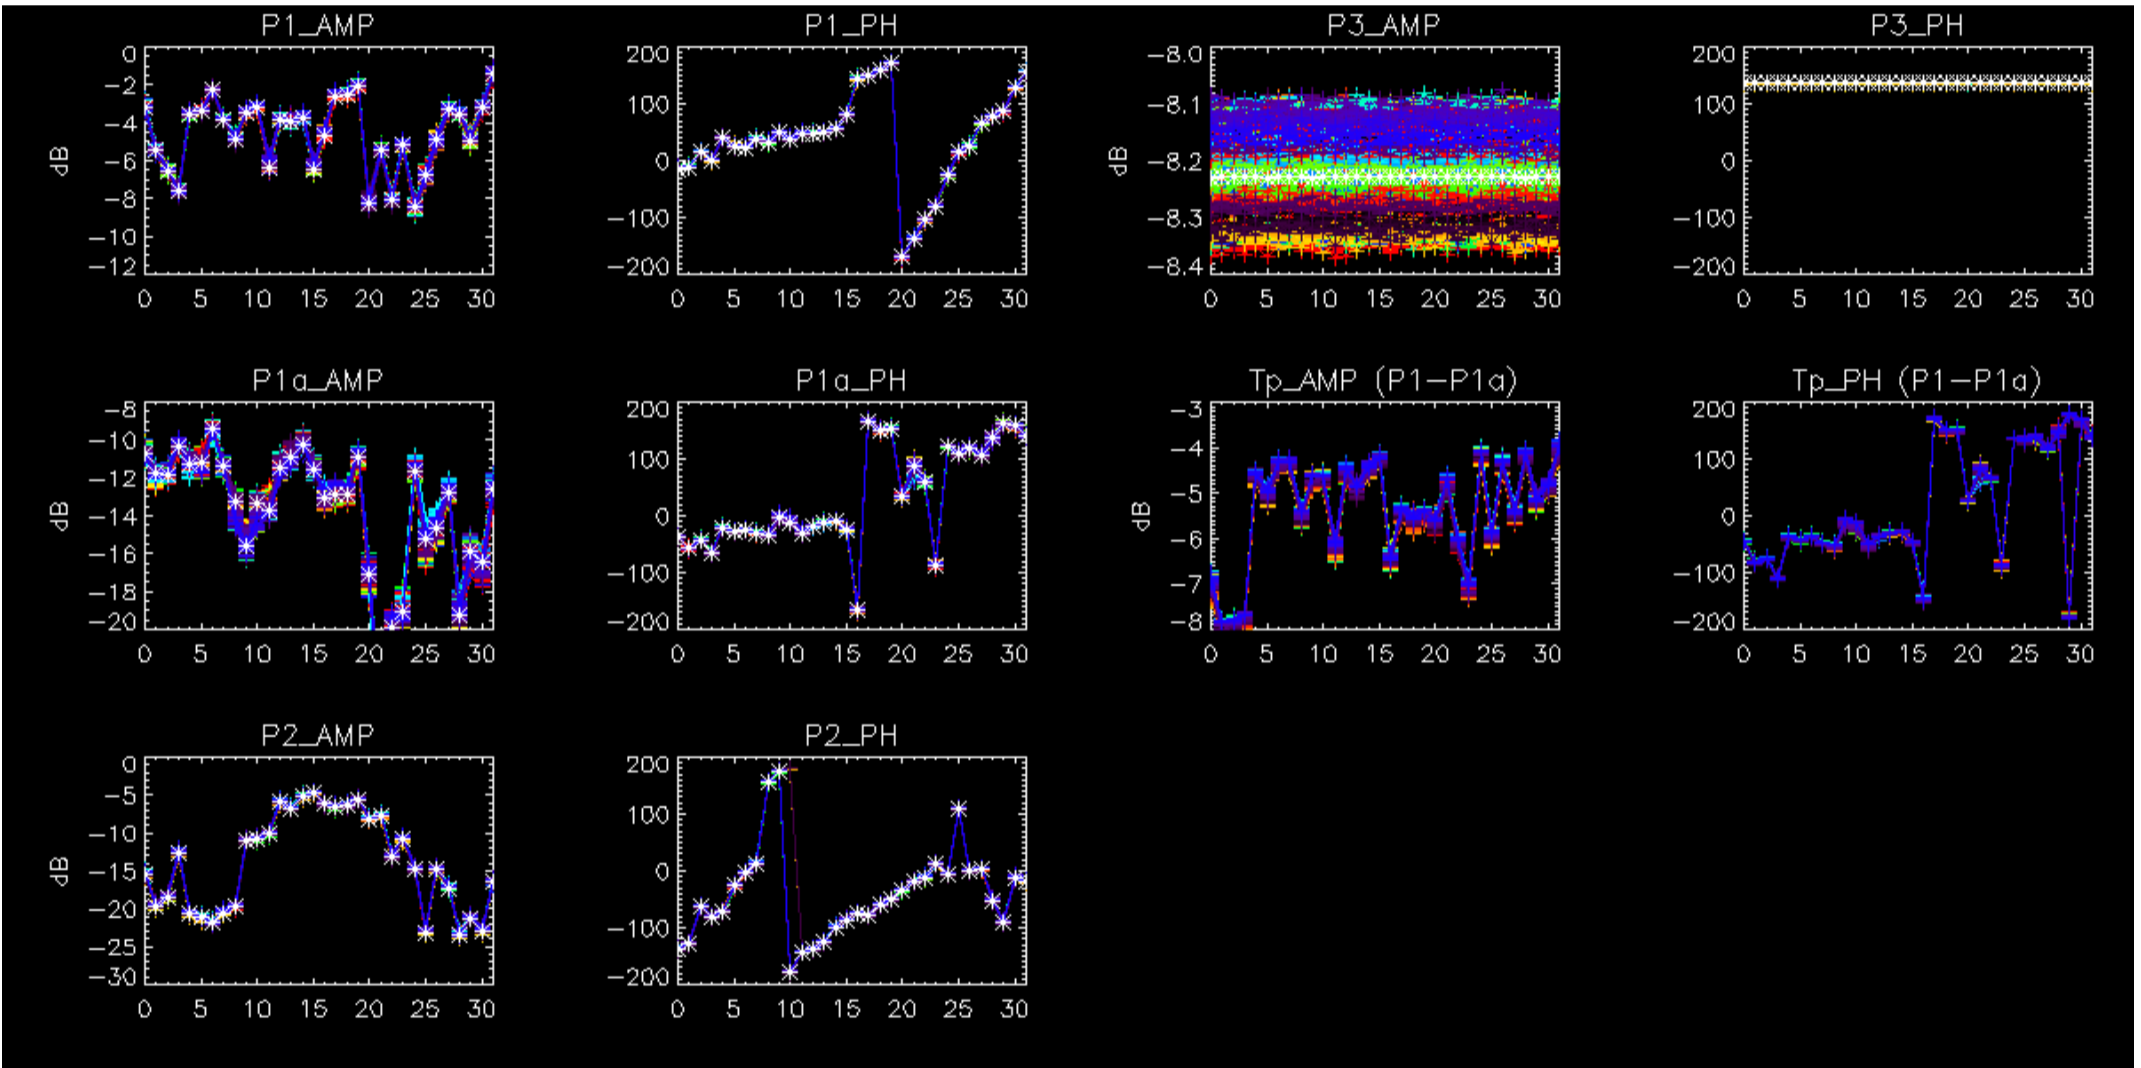 P1_AMP
P1_PH
P3_AMP
P3_PH
0
−2
−4
−6
−8
−10
−12
dB
0 5 10 15 20 25 30
200
100
0
−100
−200
0 5 10 15 20 25 30
−8.0
−8.1
−8.2
−8.3
−8.4
dB
0 5 10 15 20 25 30
200
100
0
−100
−200
0 5 10 15 20 25 30
P1a_AMP
P1a_PH
Tp_AMP (P1−P1a)
Tp_PH (P1−P1a)
−8
−10
−12
−14
−16
−18
−20
dB
0 5 10 15 20 25 30
200
100
0
−100
−200
0 5 10 15 20 25 30
−3
−4
−5
−6
−7
−8
dB
0 5 10 15 20 25 30
200
100
0
−100
−200
0 5 10 15 20 25 30
P2_AMP
P2_PH
0
−5
−10
−15
−20
−25
−30
dB
0 5 10 15 20 25 30
200
100
0
−100
−200
0 5 10 15 20 25 30